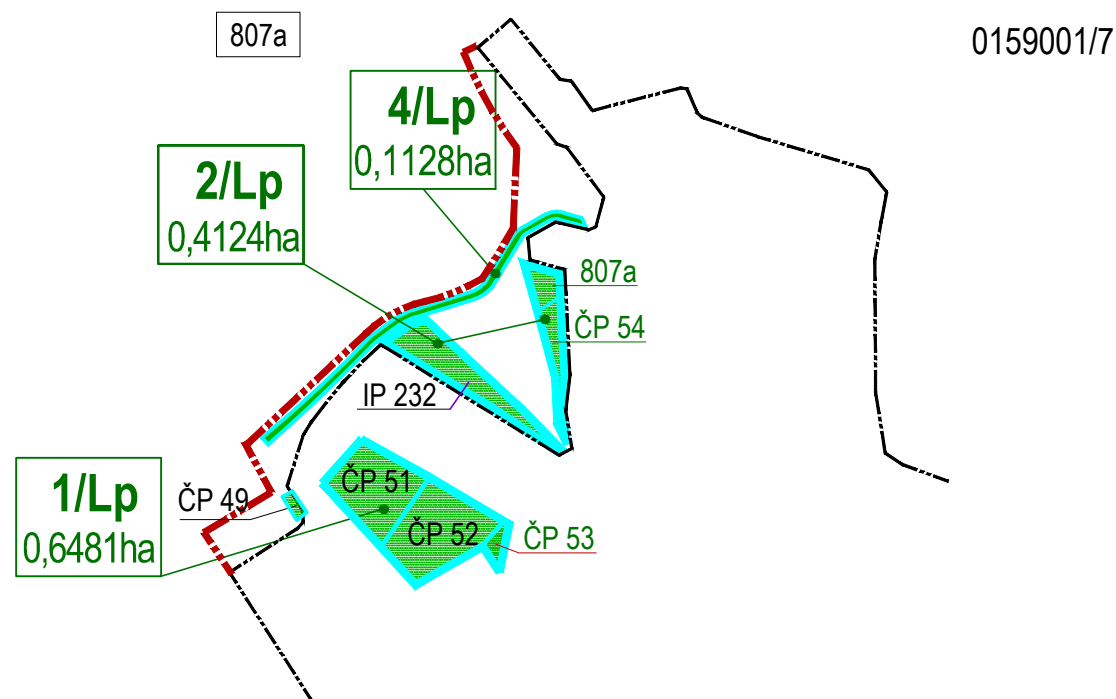 807a
0159001/7
4/Lp
0,1128ha
2/Lp
0,4124ha
807a
ČP 54
IP 232
1/Lp
0,6481ha
ČP 49
ČP 51
ČP 52
ČP 53